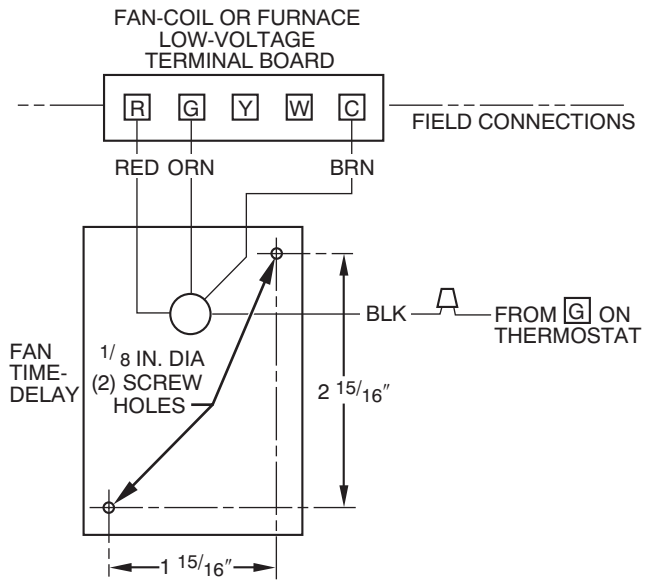 FAN-COIL OR FURNACE
LOW-VOLTAGE
TERMINAL BOARD
R G Y W C
FIELD CONNECTIONS
RED ORN BRN
BLK
FROM G ON
THERMOSTAT
FAN
TIME-
DELAY
1/8 IN. DIA
(2) SCREW
HOLES
2 15/16"
1 15/16"